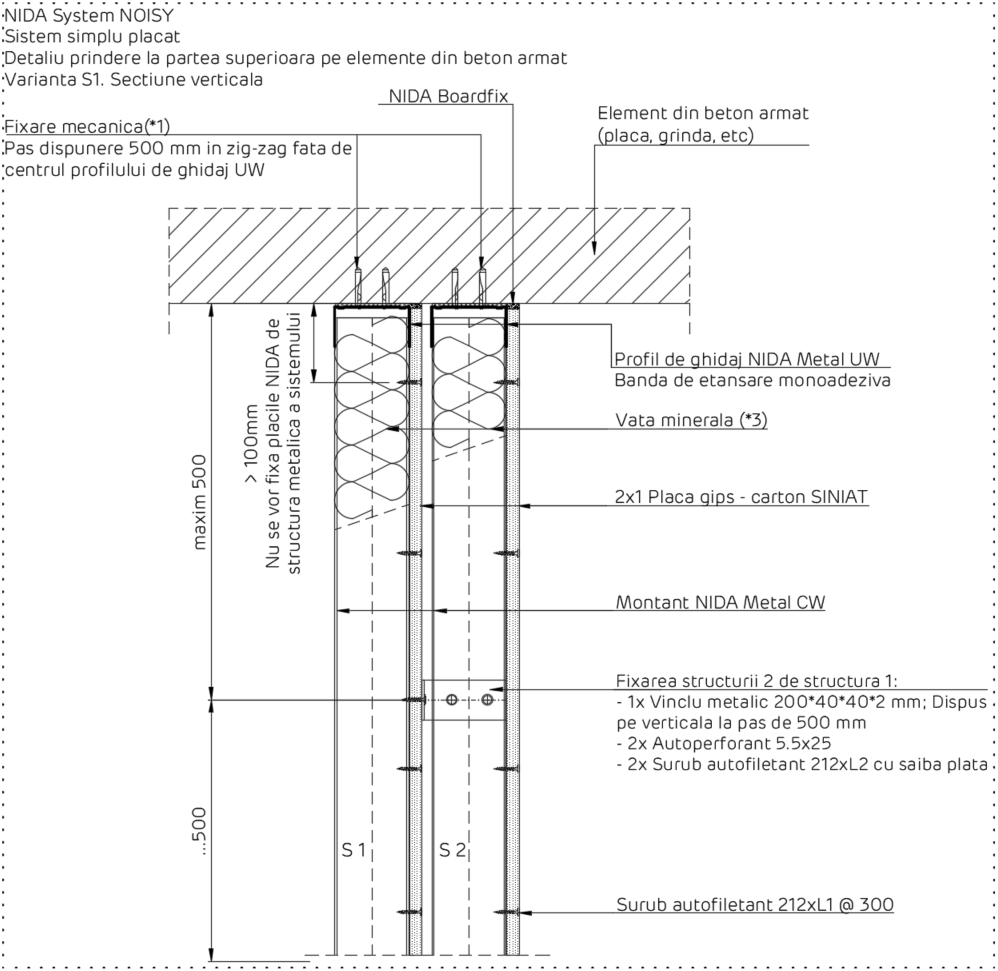 NIDA System NOISY
Sistem simplu placat
Detaliu prindere la partea superioara pe elemente din beton armat
Varianta S1. Sectiune verticala
NIDA Boardfix
Fixare mecanica(*1)
Pas dispunere 500 mm in zig-zag fata de
centrul profilului de ghidaj UW
Element din beton armat
(placa, grinda, etc)
> 100mm
Nu se vor fixa placile NIDA de
structura metalica a sistemului
maxim 500
...500
Profil de ghidaj NIDA Metal UW
Banda de etansare monoadeziva
Vata minerala (*3)
2x1 Placa gips - carton SINIAT
Montant NIDA Metal CW
Fixarea structurii 2 de structura 1:
- 1x Vinclu metalic 200*40*40*2 mm; Dispus
pe verticala la pas de 500 mm
- 2x Autoperforant 5.5x25
- 2x Surub autofiletant 212xL2 cu saiba plata
S 1
S 2
Surub autofiletant 212xL1 @ 300